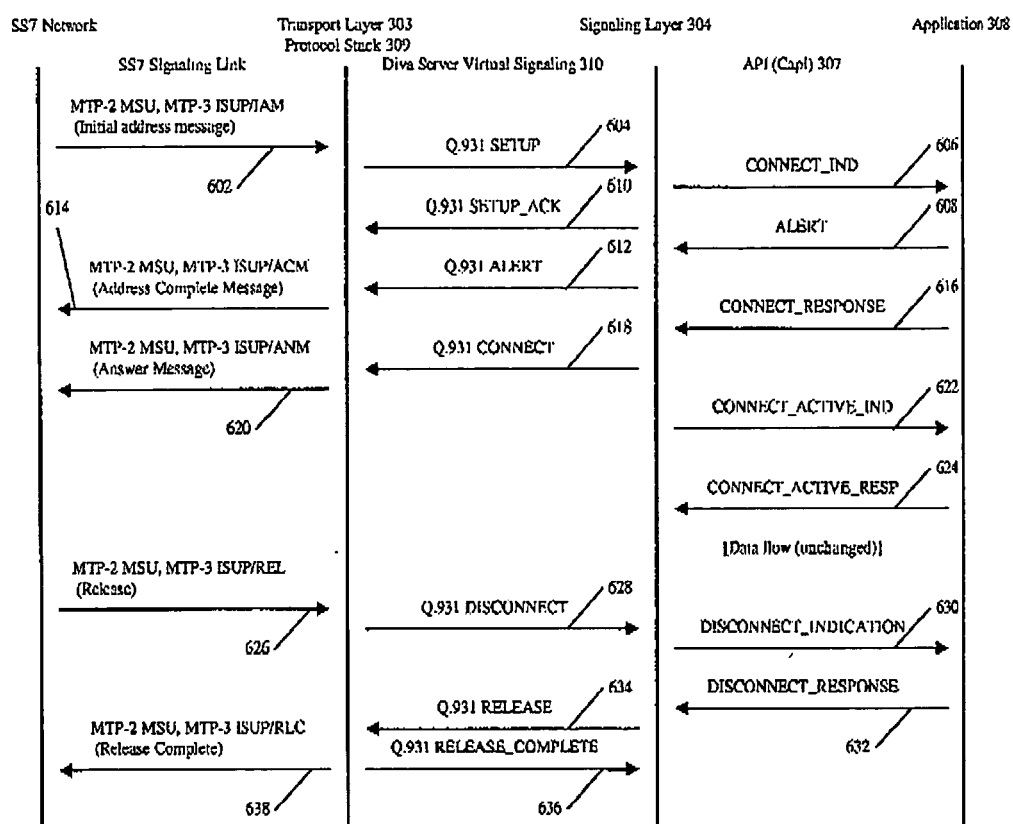 SS7 Network
Transport Layer 303
Protocol Stack 309
Signaling Layer 304
Application 308
SS7 Signaling Link
Diva Server Virtual Signaling 310
API (Capi) 307
MTP-2 MSU, MTP-3 ISUP/IAM
(Initial address message)
602
Q.931 SETUP
604
CONNECT_IND
606
Q.931 SETUP_ACK
610
ALERT
608
614
MTP-2 MSU, MTP-3 ISUP/ACM
(Address Complete Message)
Q.931 ALERT
612
CONNECT_RESPONSE
616
MTP-2 MSU, MTP-3 ISUP/ANM
(Answer Message)
620
Q.931 CONNECT
618
CONNECT_ACTIVE_IND
622
CONNECT_ACTIVE_RESP
624
[Data flow (unchanged)]
MTP-2 MSU, MTP-3 ISUP/REL
(Release)
626
Q.931 DISCONNECT
628
DISCONNECT_INDICATION
630
DISCONNECT_RESPONSE
632
Q.931 RELEASE
634
MTP-2 MSU, MTP-3 ISUP/RLC
(Release Complete)
638
Q.931 RELEASE_COMPLETE
636